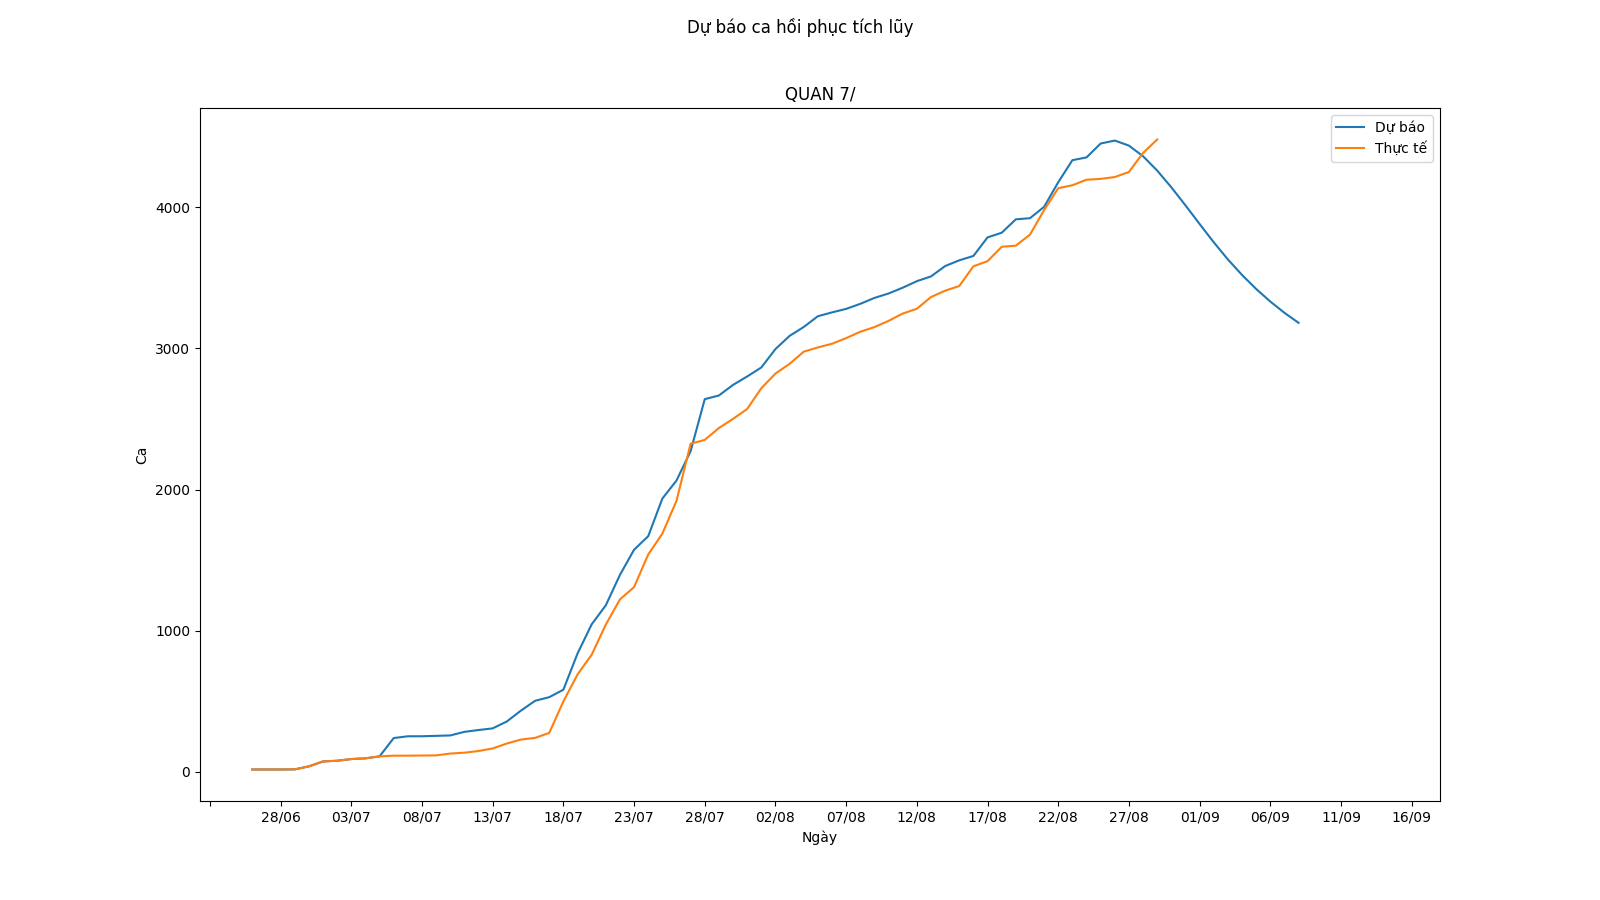 Dự báo ca hồi phục tích lũy
QUAN 7/
Dự báo
Thực tế
4000
3000
2000
1000
0
Ca
28/06 03/07 08/07 13/07 18/07 23/07 28/07 02/08 07/08 12/08 17/08 22/08 27/08 01/09 06/09 11/09 16/09
Ngày